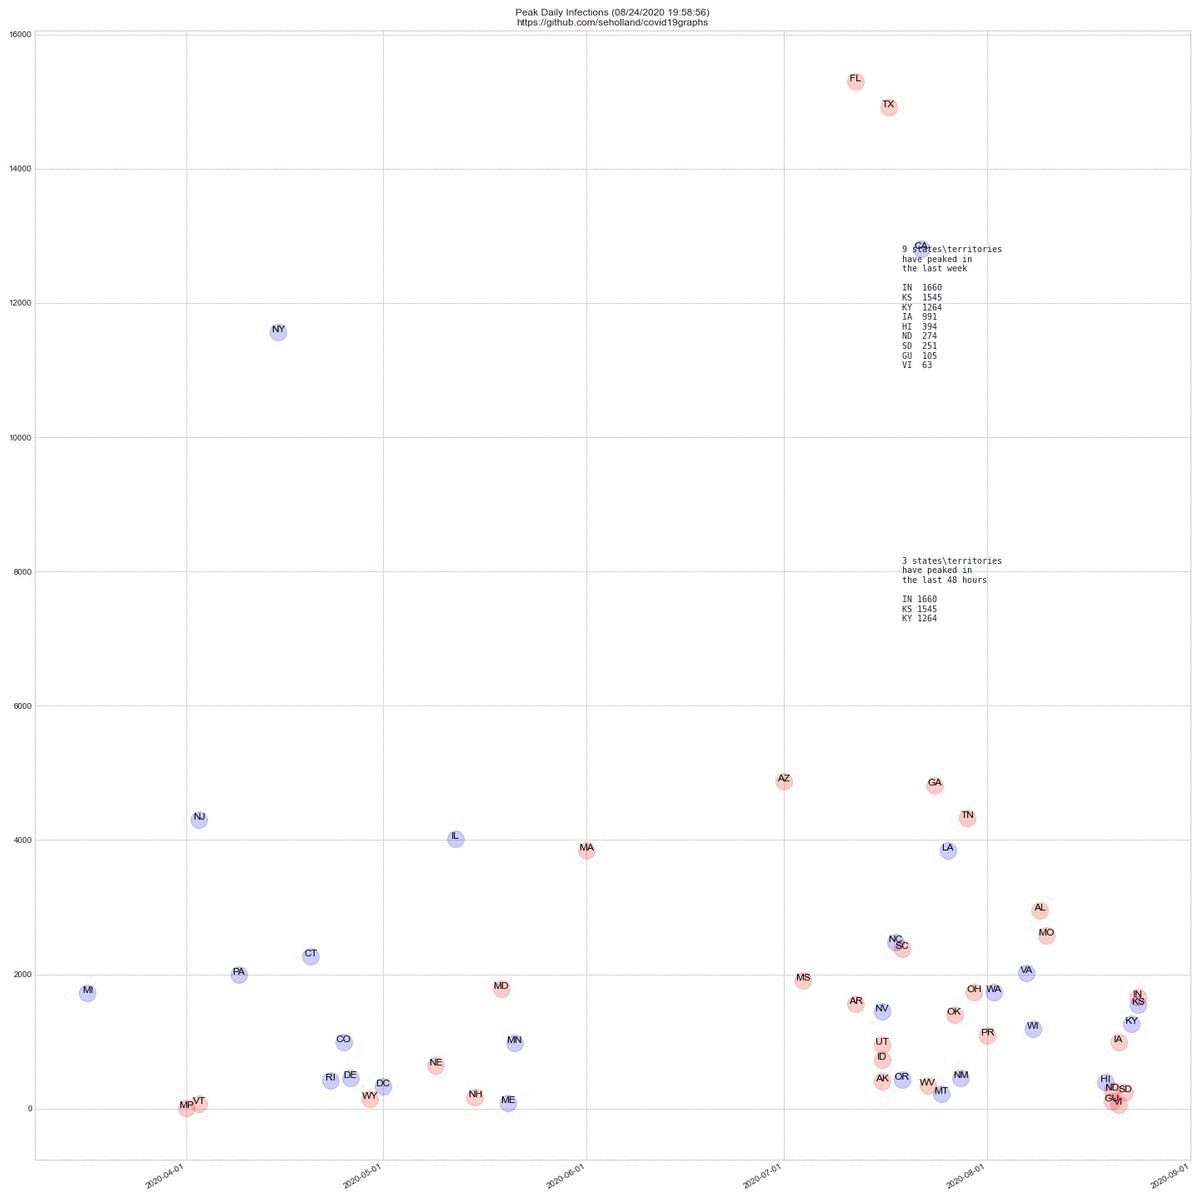 Peak Daily Infections (08/24/2020 19:58:56)
https://github.com/seholland/covid19graphs
16000
FL
TX
14000
CA
9 states\territories
have peaked in
the last week
IN 1660
KS 1545
KY 1264
IA 991
HI 394
ND 274
SD 251
GU 105
VI 63
12000
NY
10000
8000
3 states\territories
have peaked in
the last 48 hours
IN 1660
KS 1545
KY 1264
6000
AZ
GA
TN
NJ
4000
IL
MA
LA
AL
MO
NC
SC
CT
PA
2000
VA
MS
MI
MD
OH
WA
IN
KS
AR
NV
OK
KY
WI
PR
CO
MN
UT
IA
ID
NE
RI
DE
DC
AK
OR
NM
WV
MT
HI
ND
SD
WY
NH
ME
GU
VI
MP
VT
0
2020-04-01
2020-05-01
2020-06-01
2020-07-01
2020-08-01
2020-09-01